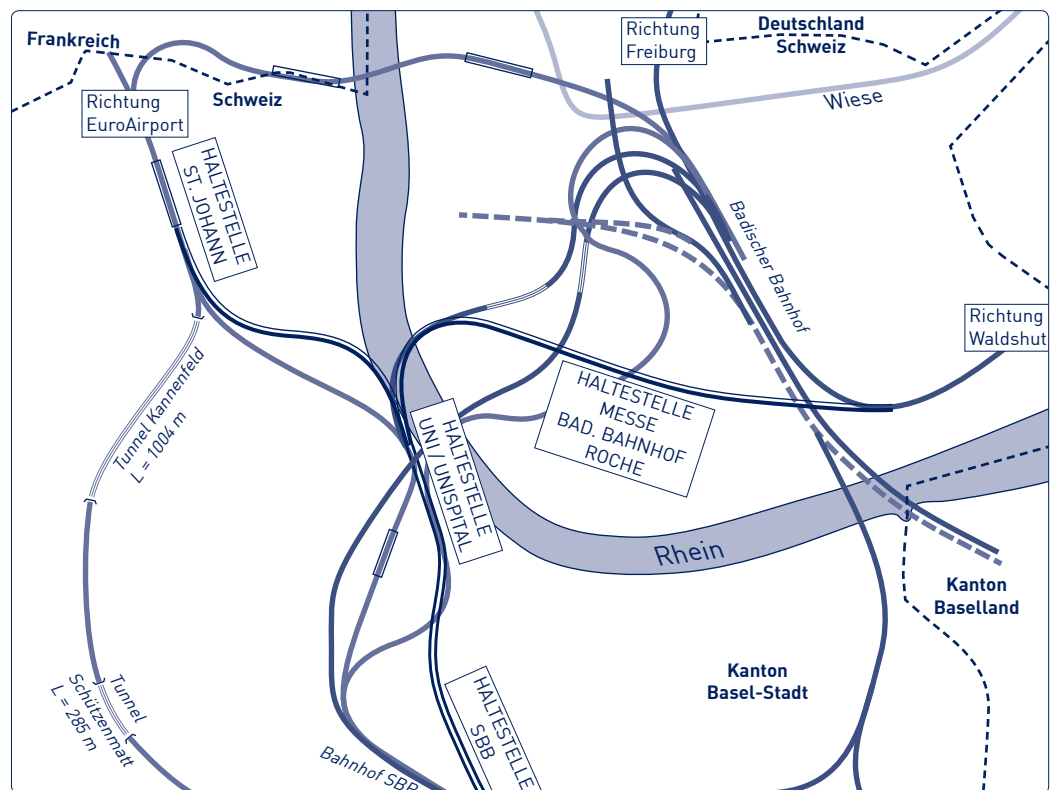 Frankreich
Schweiz
Richtung
EuroAirport
HALTESTELLE
ST. JOHANN
Richtung
Freiburg
Deutschland
Schweiz
Wiese
Badischer Bahnhof
Richtung
Waldshut
Tunnel Kannenfeld
L = 1004 m
HALTESTELLE
UNI / UNISPITAL
HALTESTELLE
MESSE
BAD. BAHNHOF
ROCHE
Rhein
Kanton
Baselland
Kanton
Basel-Stadt
Tunnel
Schützenmatt
L = 285 m
Bahnhof SBB
HALTESTELLE
SBB